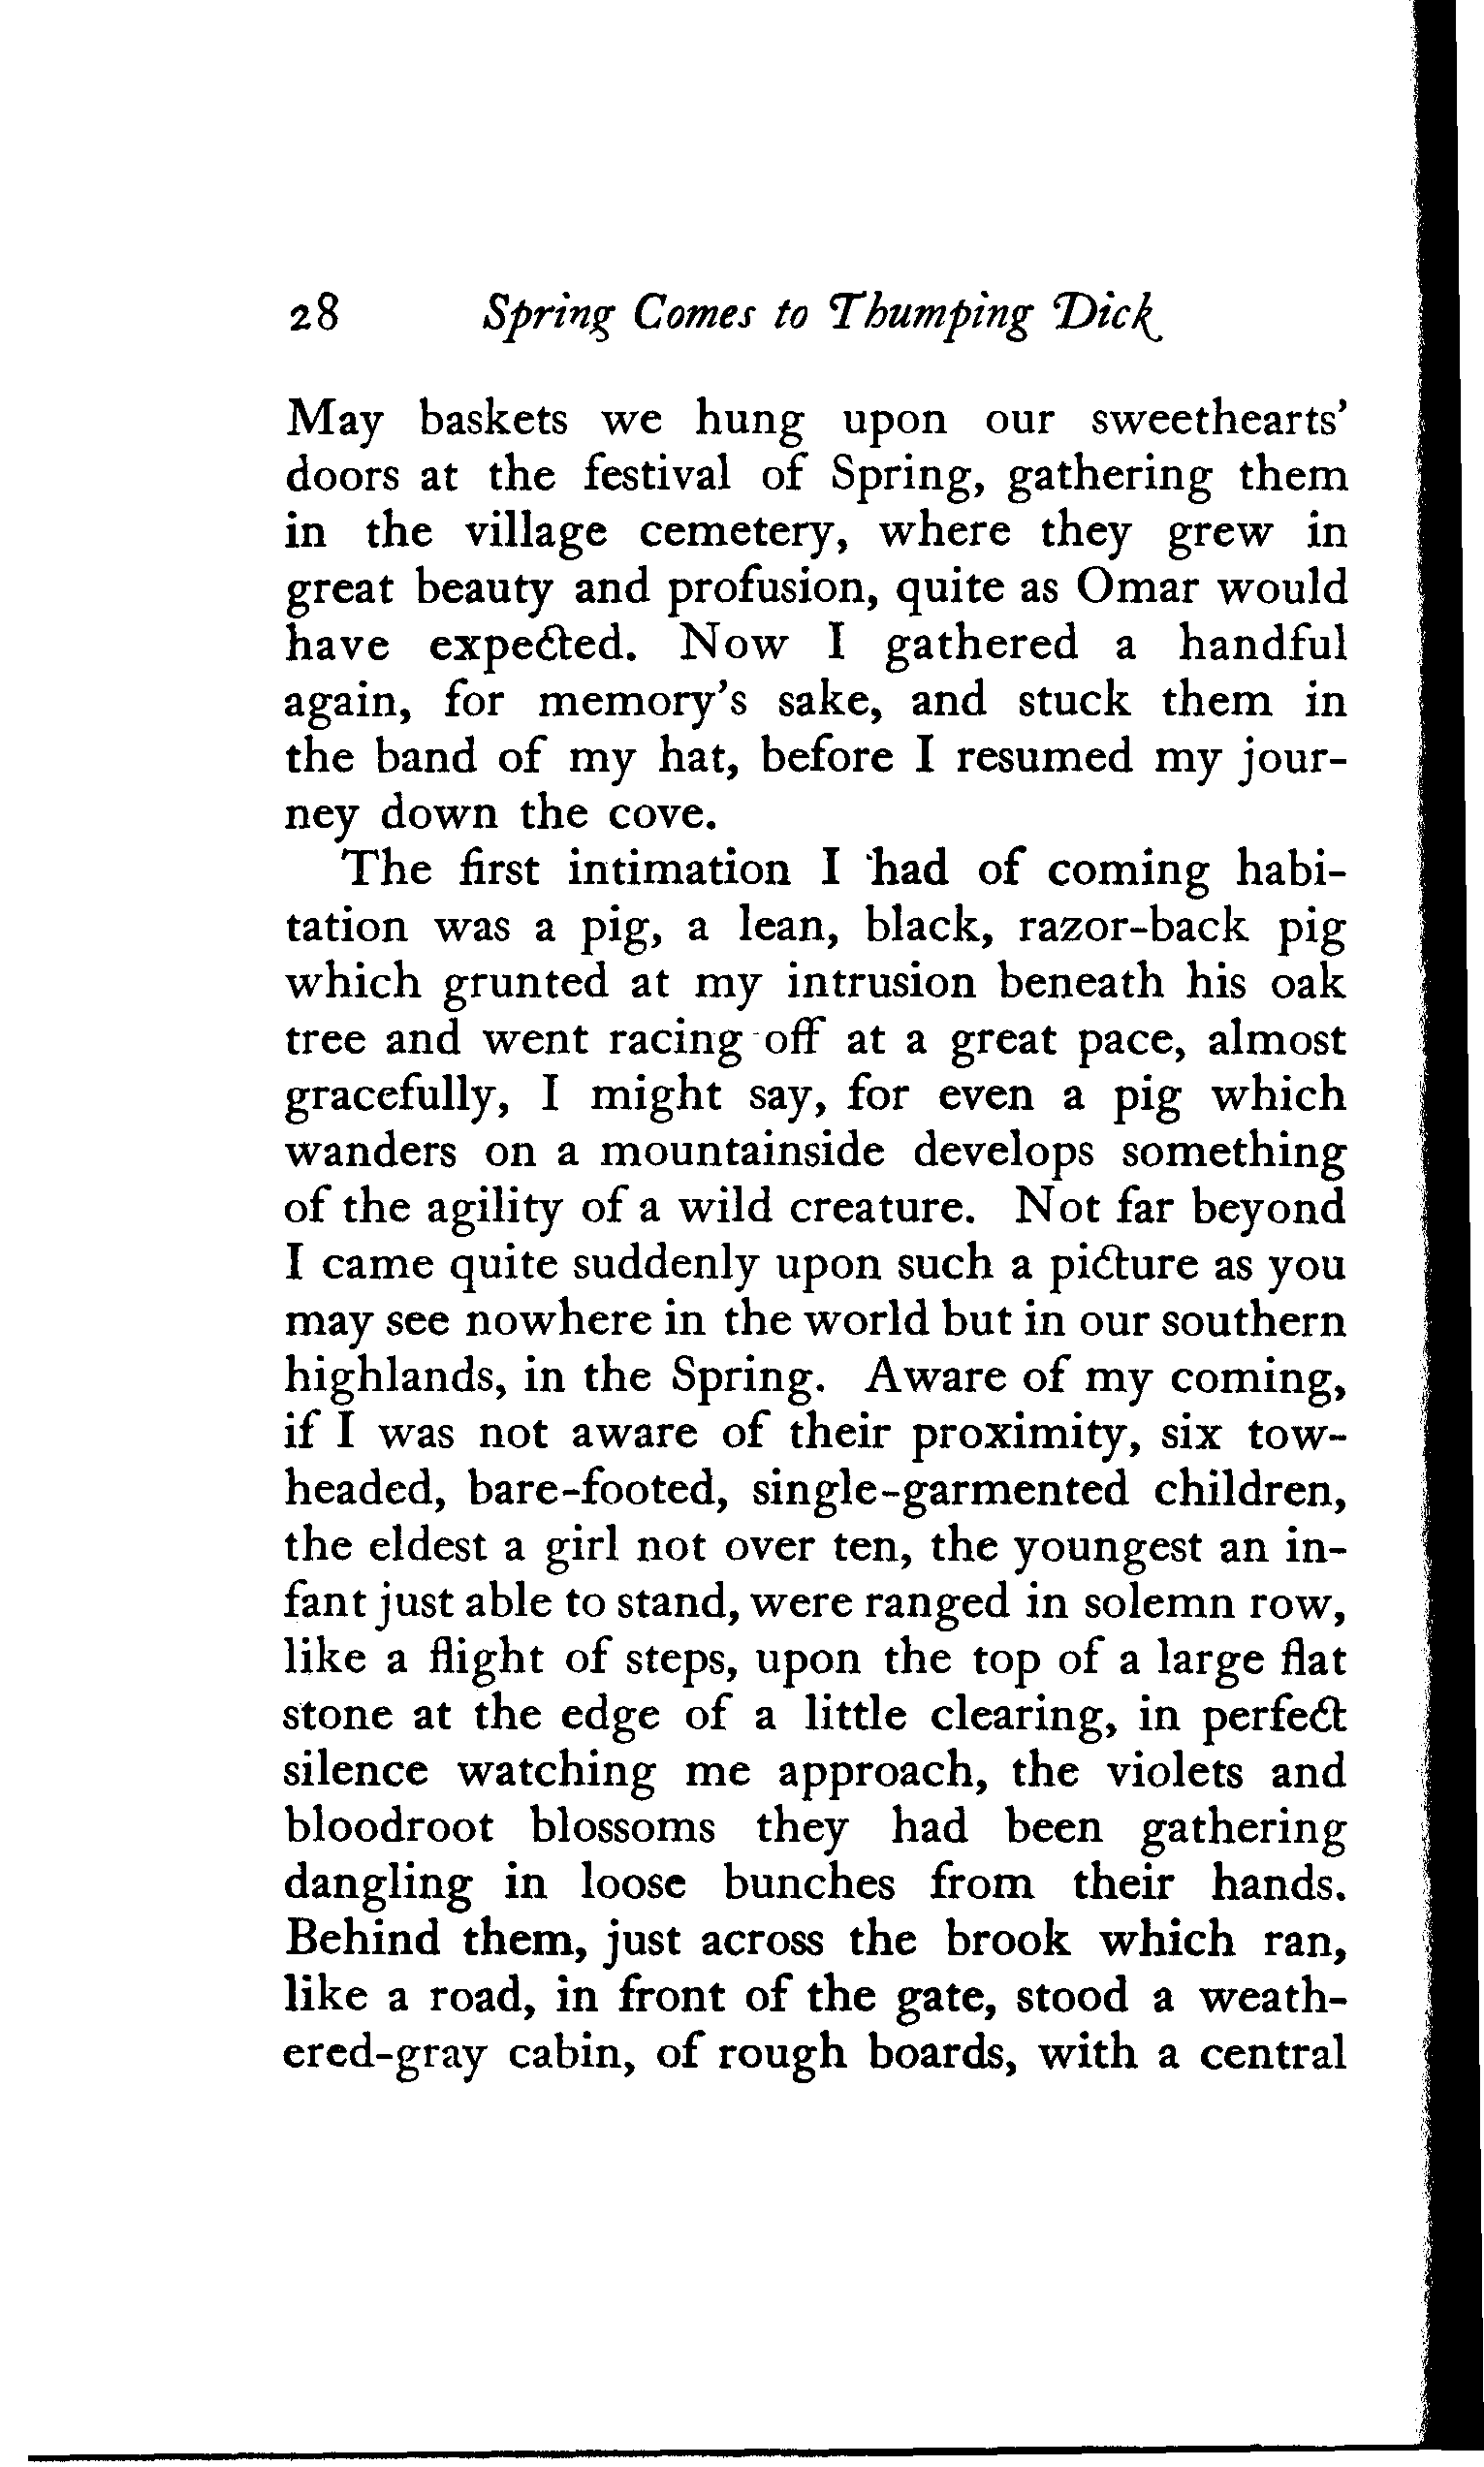 28 Spring Comes to Thumping Dick
May baskets we hung upon our sweethearts'
doors at the festival of Spring, gathering them
in the village cemetery, where they grew in
great beauty and profusion, quite as Omar would
have expected. Now I gathered a handful
again, for memory's sake, and stuck them in
the band of my hat, before I resumed my jour-
ney down the cove.
The first intimation I had of coming habi-
tation was a pig, a lean, black, razor-back pig
which grunted at my intrusion beneath his oak
tree and went racing off at a great pace, almost
gracefully, I might say, for even a pig which
wanders on a mountainside develops something
of the agility of a wild creature. Not far beyond
I came quite suddenly upon such a picture as you
may see nowhere in the world but in our southern
highlands, in the Spring. Aware of my coming,
if I was not aware of their proximity, six tow-
headed, bare-footed, single-garmented children,
the eldest a girl not over ten, the youngest an in-
fant just able to stand, were ranged in solemn row,
like a flight of steps, upon the top of a large flat
stone at the edge of a little clearing, in perfect
silence watching me approach, the violets and
bloodroot blossoms they had been gathering
dangling in loose bunches from their hands.
Behind them, just across the brook which ran,
like a road, in front of the gate, stood a weath-
ered-gray cabin, of rough boards, with a central